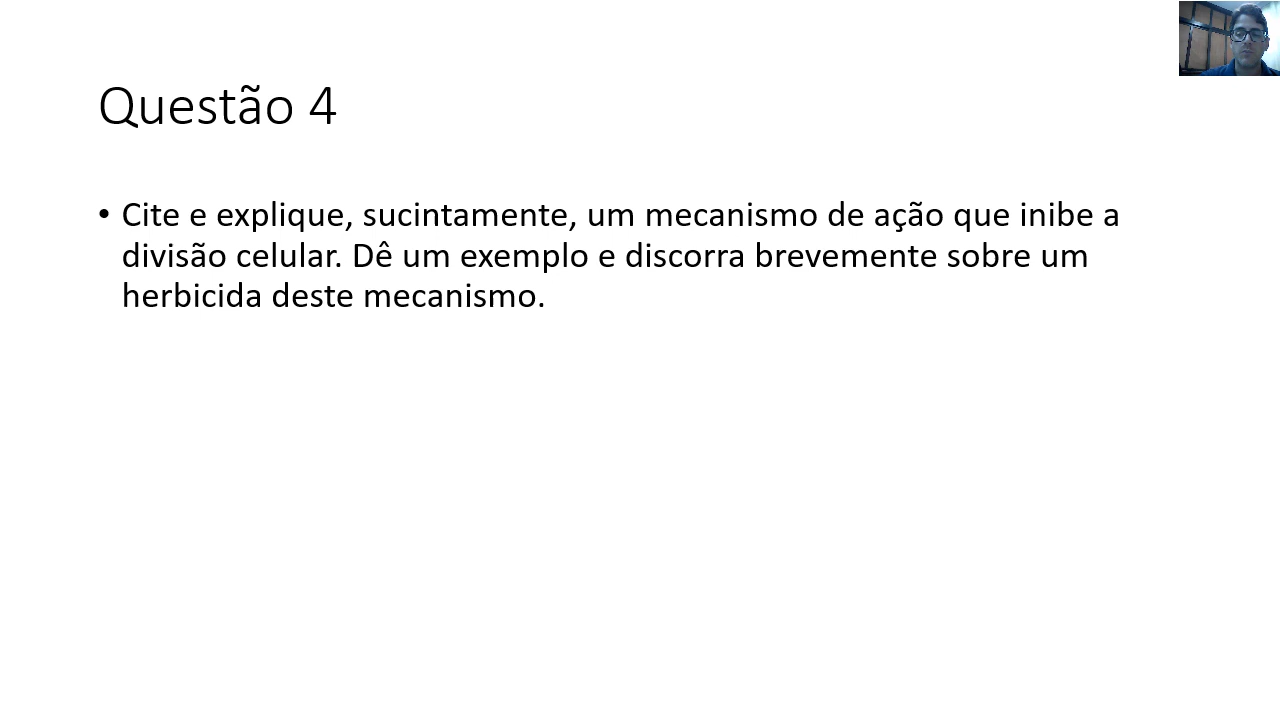 Questão 4
• Cite e explique, sucintamente, um mecanismo de ação que inibe a
divisão celular. Dê um exemplo e discorra brevemente sobre um
herbicida deste mecanismo.